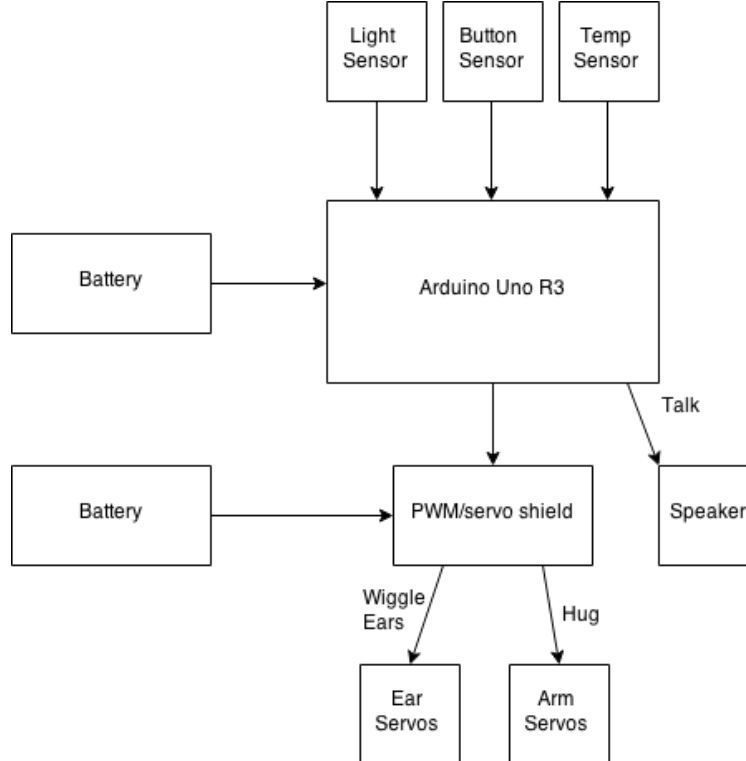 Light
Sensor
Button
Sensor
Temp
Sensor
Battery
Arduino Uno R3
Talk
Battery
PWM/servo shield
Speaker
Wiggle
Ears
Hug
Ear
Servos
Arm
Servos